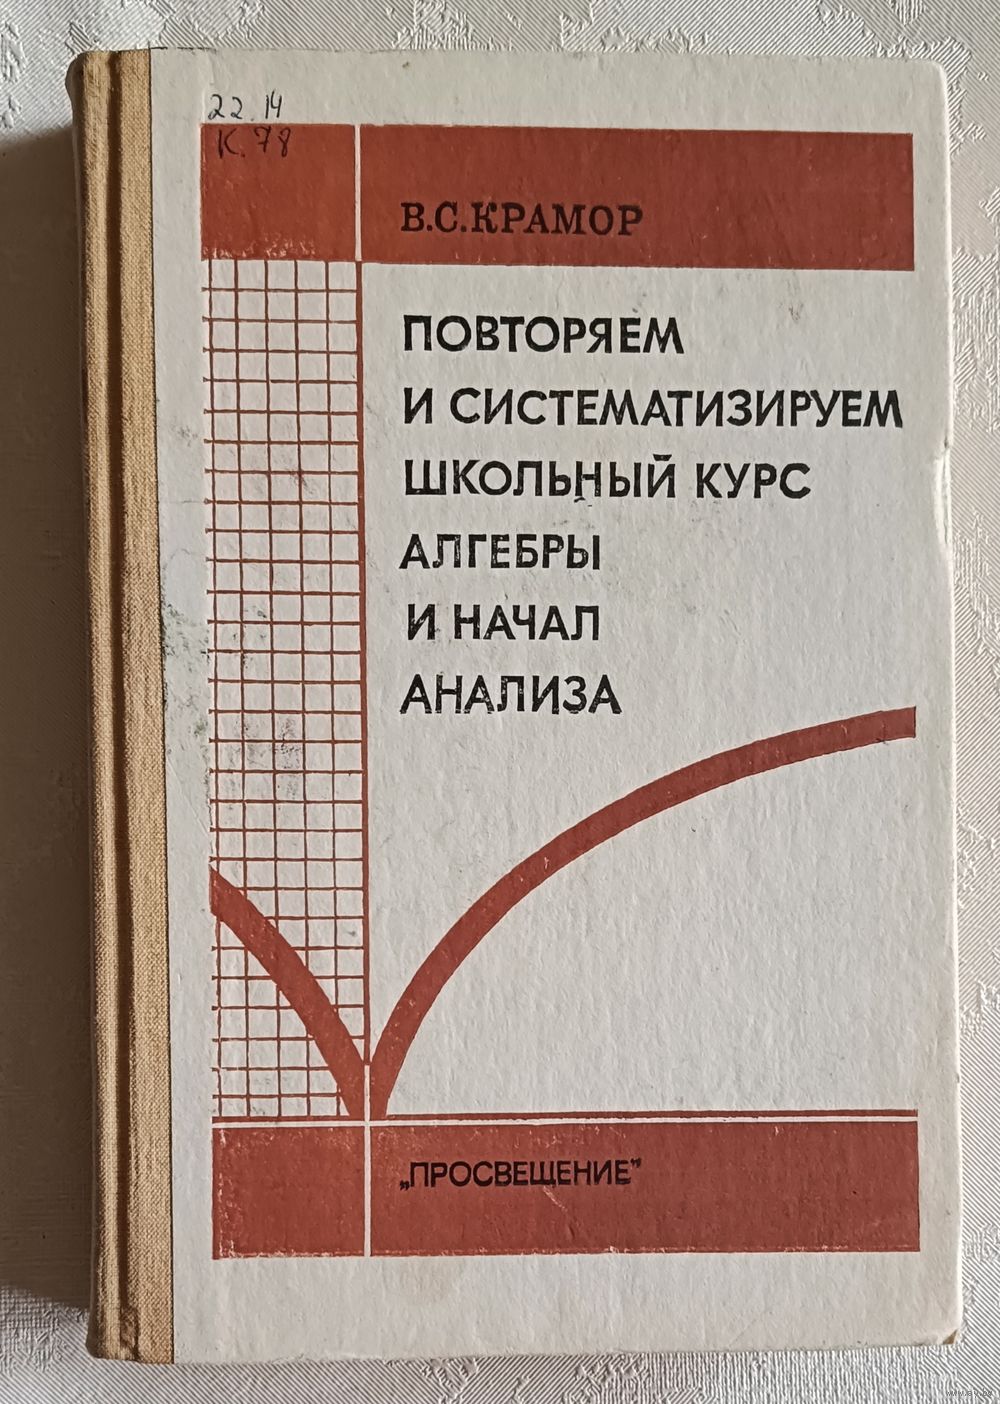 22.14
К.78
В.С.КРАМОР
ПОВТОРЯЕМ
И СИСТЕМАТИЗИРУЕМ
ШКОЛЬНЫЙ КУРС
АЛГЕБРЫ
И НАЧАЛ
АНАЛИЗА
„ПРОСВЕЩЕНИЕ”